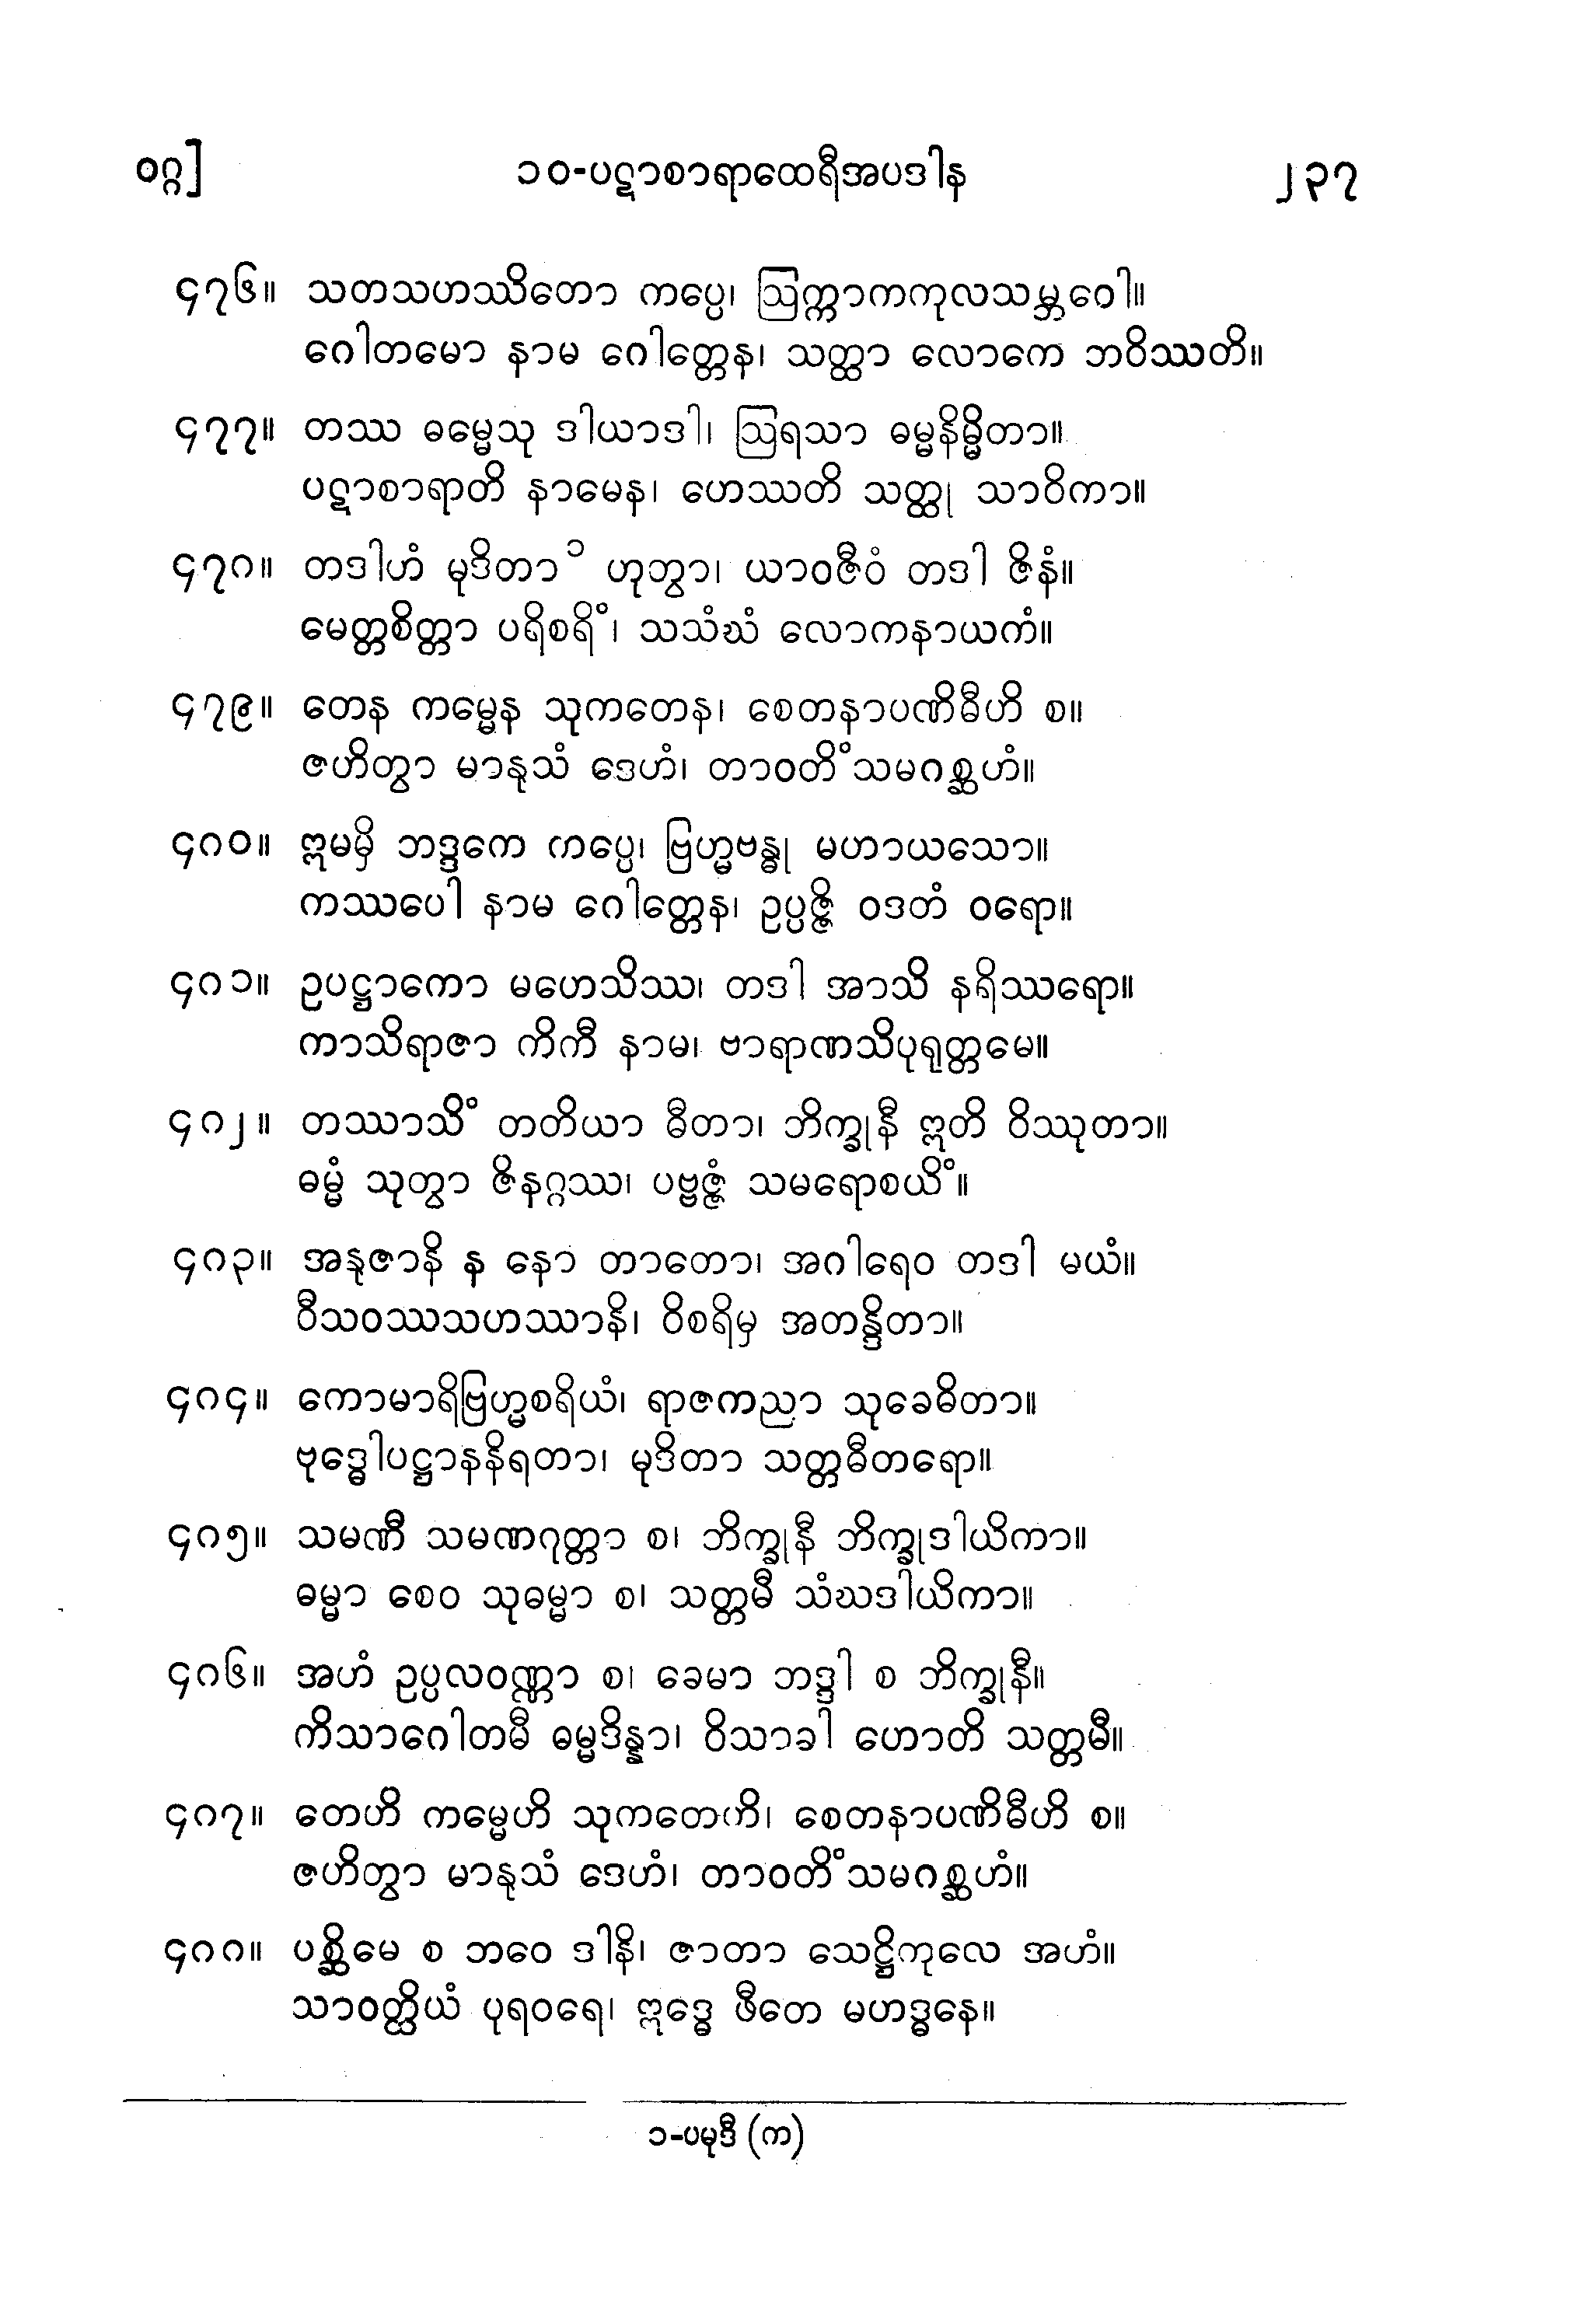 ဝဂ္ဂ]
၁၀-ပဋာစာရာထေရီအပဒါန
၂၃၇
၄၇၆။ သတသဟဿိတော ကပ္ပေ၊ ဩက္ကာကကုလသမ္ဘဝေါ။
ဂေါတမော နာမ ဂေါတ္တေန၊ သတ္ထာ လောကေ ဘဝိဿတိ။
၄၇၇။ တဿ ဓမ္မေသု ဒါယာဒါ၊ ဩရသာ ဓမ္မနိမ္မိတာ။
ပဋာစာရာတိ နာမေန၊ ဟေဿတိ သတ္ထု သာဝိကာ။
၄၇၈။ တဒါဟံ မုဒိတာ ၁ ဟုတွာ၊ ယာဝဇီဝံ တဒါ ဇိနံ။
မေတ္တစိတ္တာ ပရိစရိံ၊ သသံဃံ လောကနာယကံ။
၄၇၉။ တေန ကမ္မေန သုကတေန၊ စေတနာပဏိဓီဟိ စ။
ဇဟိတွာ မာနုသံ ဒေဟံ၊ တာဝတိံသမဂစ္ဆဟံ။
၄၈၀။ ဣမမှိ ဘဒ္ဒကေ ကပ္ပေ၊ ဗြဟ္မဗန္ဓု မဟာယသော။
ကဿပေါ နာမ ဂေါတ္တေန၊ ဥပ္ပဇ္ဇိ ဝဒတံ ဝရော။
၄၈၁။ ဥပဋ္ဌာကော မဟေသိဿ၊ တဒါ အာသိ နရိဿရော။
ကာသိရာဇာ ကိကီ နာမ၊ ဗာရာဏသိပုရုတ္တမေ။
၄၈၂။ တဿာသိံ တတိယာ ဓီတာ၊ ဘိက္ခုနီ ဣတိ ဝိဿုတာ။
ဓမ္မံ သုတွာ ဇိနဂ္ဂဿ၊ ပဗ္ဗဇ္ဇံ သမရောစယိံ။
၄၈၃။ အနုဇာနိ န နော တာတော၊ အဂါရေဝ တဒါ မယံ။
ဝီသဝဿသဟဿာနိ၊ ဝိစရိမှ အတန္ဒိတာ။
၄၈၄။ ကောမာရိဗြဟ္မစရိယံ၊ ရာဇကညာ သုခေဓိတာ။
ဗုဒ္ဓေါပဋ္ဌာနနိရတာ၊ မုဒိတာ သတ္တဓီတရော။
၄၈၅။ သမဏီ သမဏဂုတ္တာ စ၊ ဘိက္ခုနီ ဘိက္ခုဒါယိကာ။
ဓမ္မာ စေဝ သုဓမ္မာ စ၊ သတ္တမီ သံဃဒါယိကာ။
၄၈၆။ အဟံ ဥပ္ပလဝဏ္ဏာ စ၊ ခေမာ ဘဒ္ဒါ စ ဘိက္ခုနီ။
ကိသာဂေါတမီ ဓမ္မဒိန္နာ၊ ဝိသာခါ ဟောတိ သတ္တမီ။
၄၈၇။ တေဟိ ကမ္မေဟိ သုကတေဟိ၊ စေတနာပဏိဓီဟိ စ။
ဇဟိတွာ မာနုသံ ဒေဟံ၊ တာဝတိံသမဂစ္ဆဟံ။
၄၈၈။ ပစ္ဆိမေ စ ဘဝေ ဒါနိ၊ ဇာတာ သေဋ္ဌိကုလေ အဟံ။
သာဝတ္ထိယံ ပုရဝရေ၊ ဣဒ္ဓေ ဖီတေ မဟဒ္ဓနေ။
၁-ပမုဒီ (က)